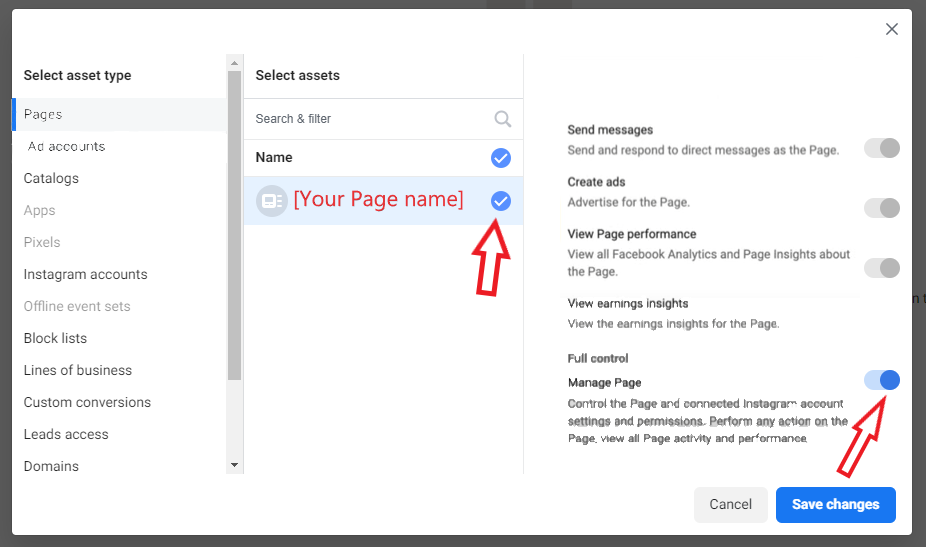 Select asset type
Pages
Ad accounts
Catalogs
Apps
Pixels
Instagram accounts
Offline event sets
Block lists
Lines of business
Custom conversions
Leads access
Domains
Select assets
Search & filter
Name
[Your Page name]
Send messages
Send and respond to direct messages as the Page.
Create ads
Advertise for the Page.
View Page performance
View all Facebook Analytics and Page Insights about
the Page.
View earnings insights
View the earnings insights for the Page.
Full control
Manage Page
Control the Page and connected Instagram account
settings and permissions. Perform any action on the
Page, view all Page activity and performance
Cancel
Save changes